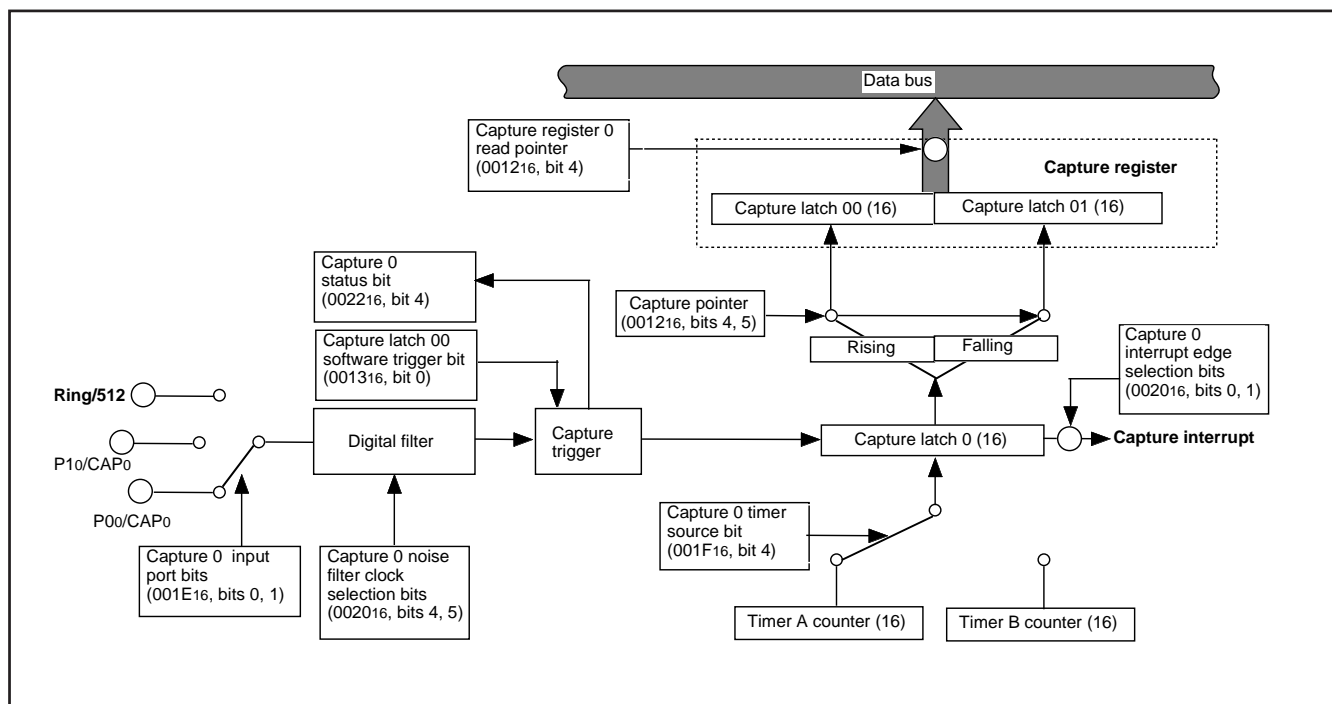 Data bus
Capture register 0
read pointer
(001216, bit 4)
Capture register
Capture latch 00 (16)
Capture latch 01 (16)
Capture 0
status bit
(002216, bit 4)
Capture pointer
(001216, bits 4, 5)
Rising
Falling
Capture 0
interrupt edge
selection bits
(002016, bits 0, 1)
Capture latch 00
software trigger bit
(001316, bit 0)
Ring/512
P10/CAP0
P00/CAP0
Digital filter
Capture
trigger
Capture latch 0 (16)
Capture interrupt
Capture 0 input
port bits
(001E16, bits 0, 1)
Capture 0 noise
filter clock
selection bits
(002016, bits 4, 5)
Capture 0 timer
source bit
(001F16, bit 4)
Timer A counter (16)
Timer B counter (16)